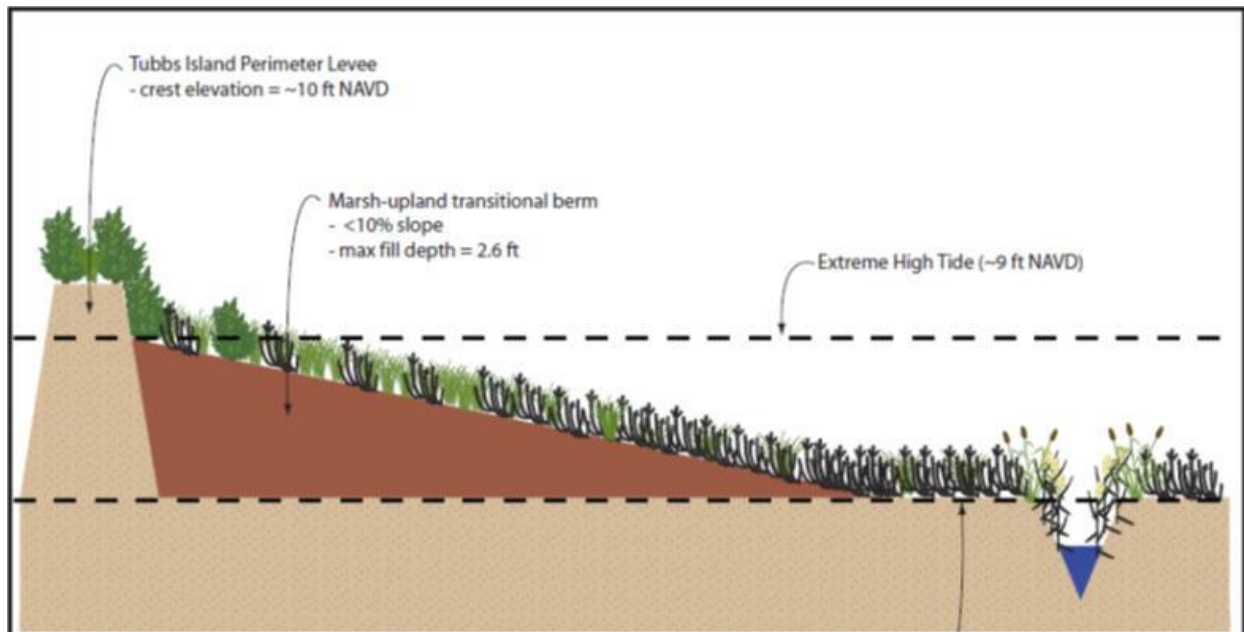 Tubbs Island Perimeter Levee
- crest elevation = ~10 ft NAVD
Marsh-upland transitional berm
- <10% slope
- max fill depth = 2.6 ft
Extreme High Tide (~9 ft NAVD)